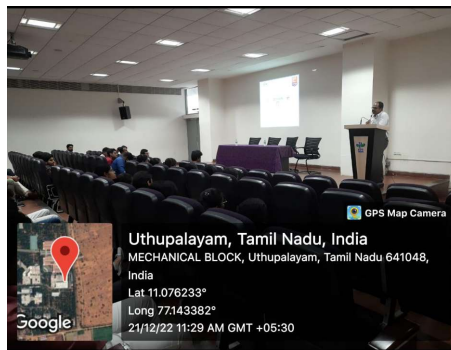 GPS Map Camera
Uthupalayam, Tamil Nadu, India
MECHANICAL BLOCK, Uthupalayam, Tamil Nadu 641048,
India
Lat 11.076233°
Long 77.143382°
21/12/22 11:29 AM GMT +05:30
Google